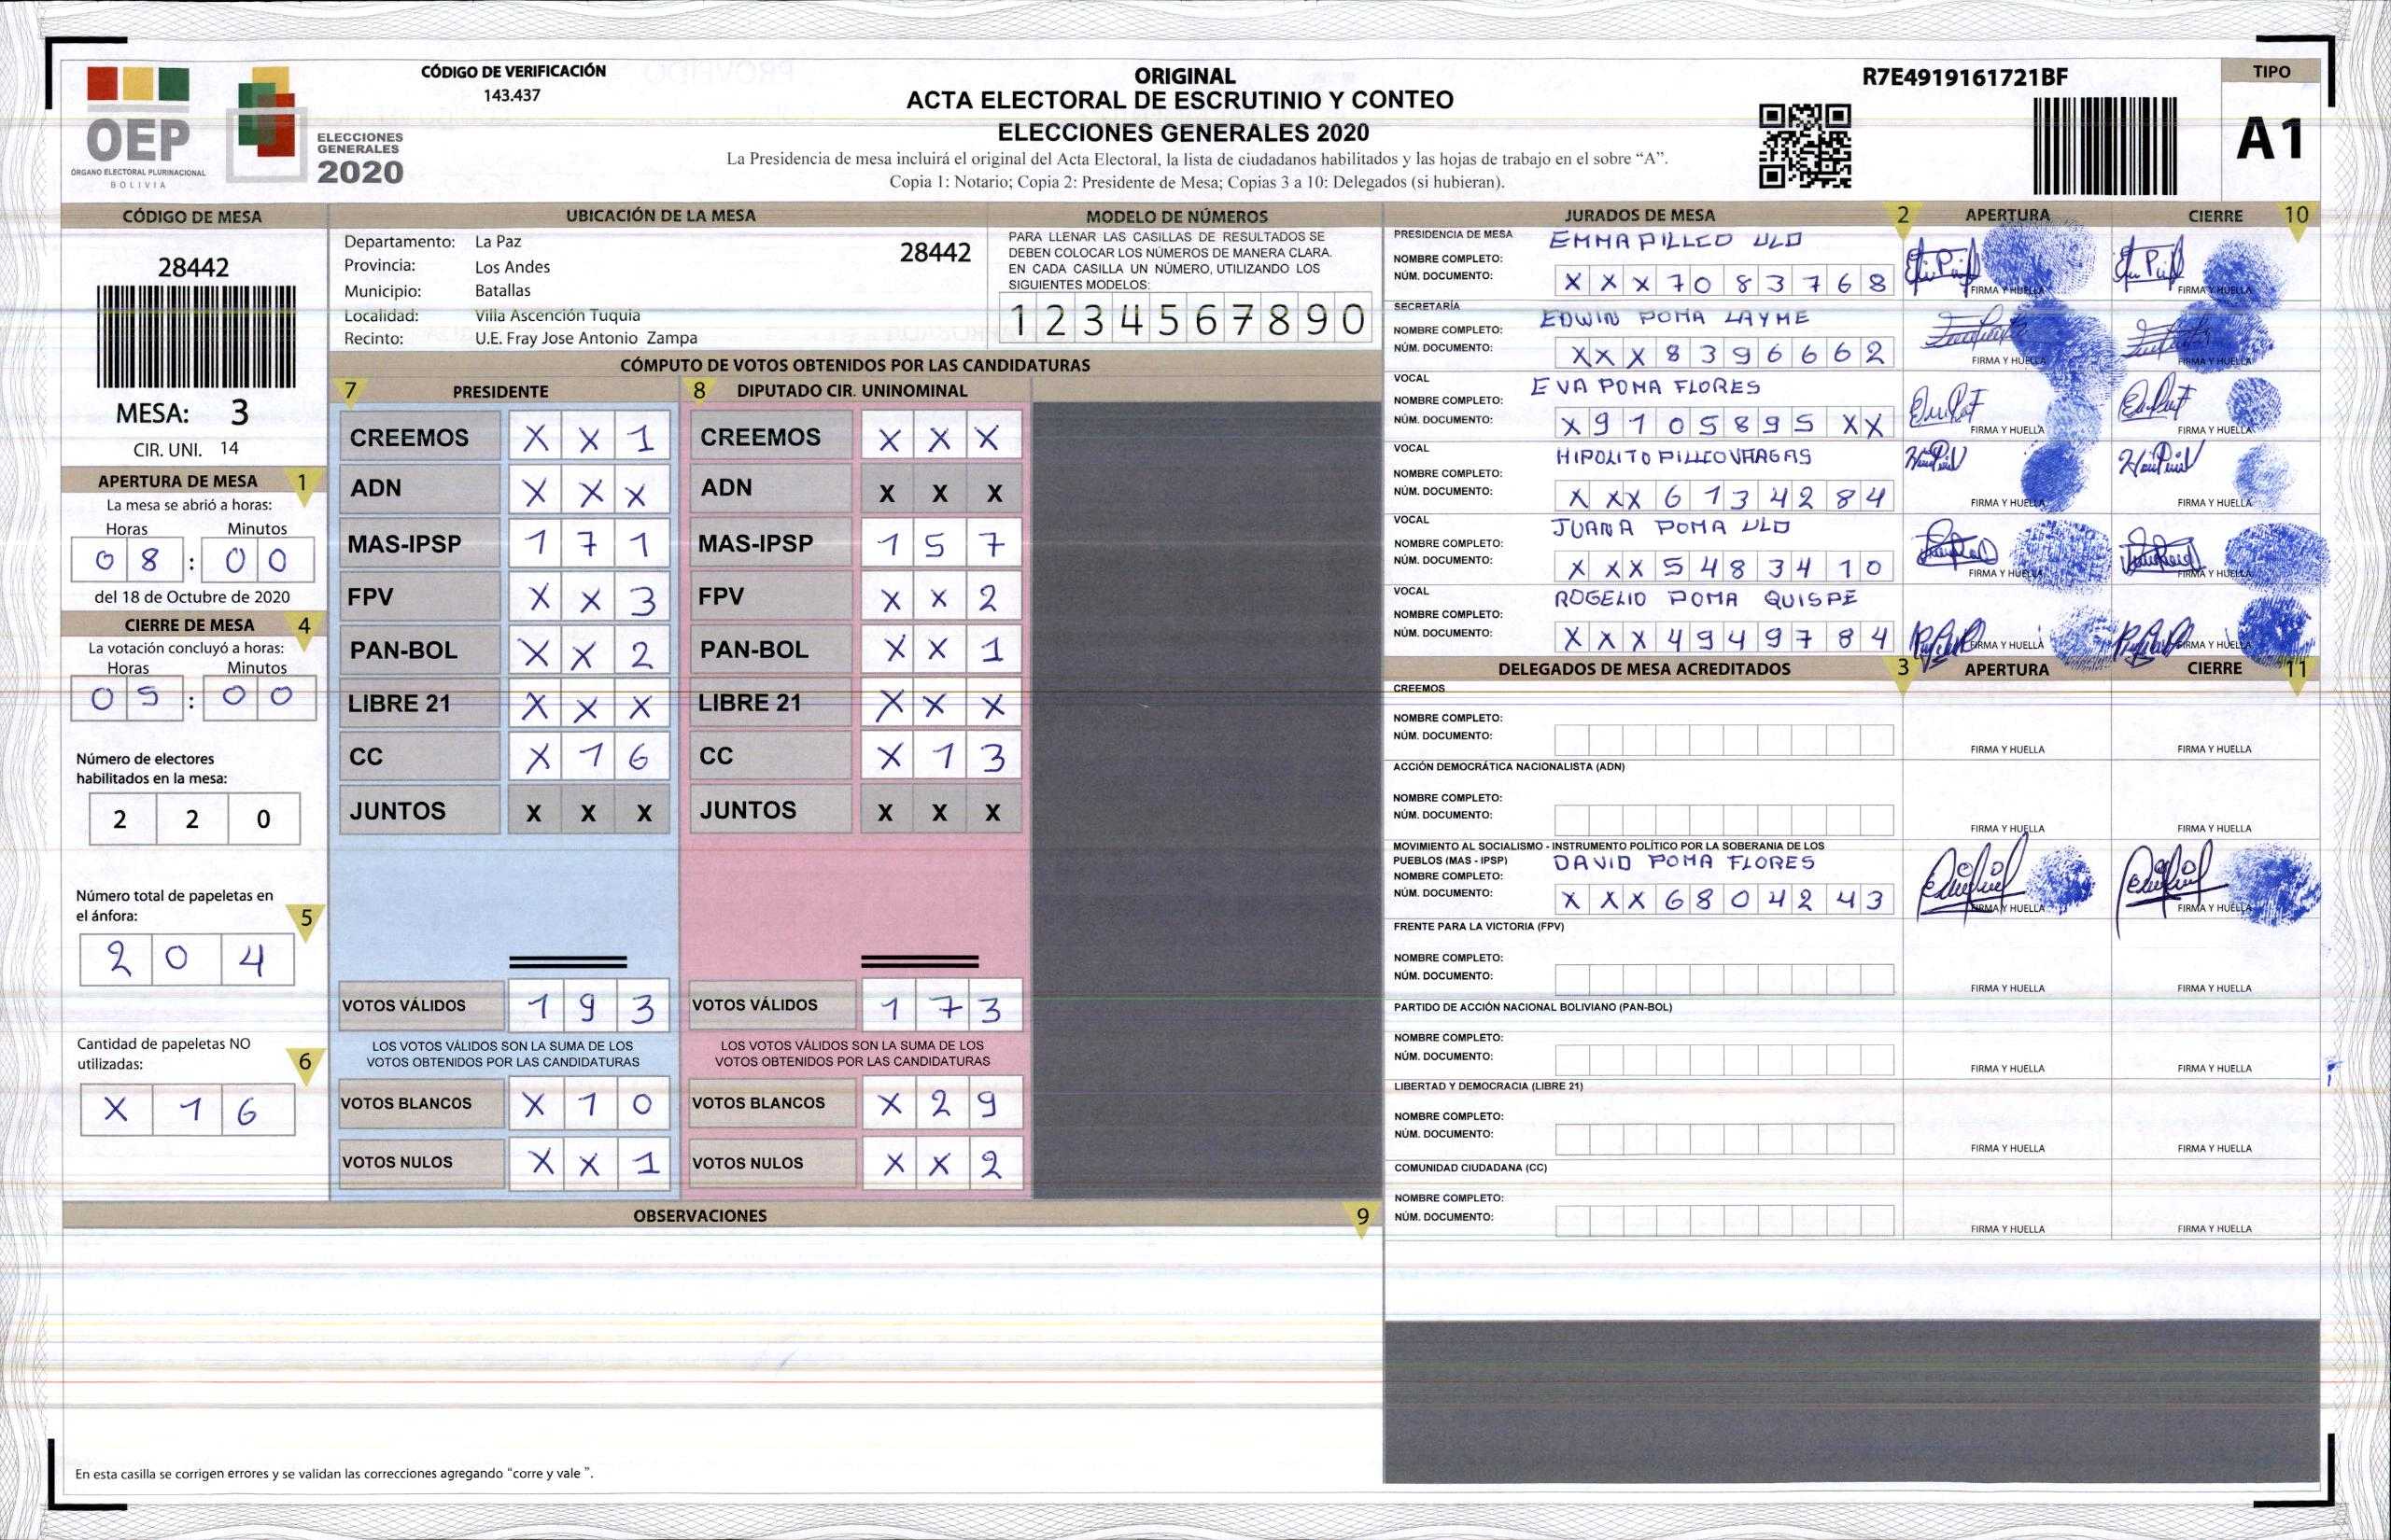 OEP
ÓRGANO ELECTORAL PLURINACIONAL
BOLIVIA
ELECCIONES
GENERALES
2020
CÓDIGO DE VERIFICACIÓN
143.437
ORIGINAL
ACTA ELECTORAL DE ESCRUTINIO Y CONTEO
ELECCIONES GENERALES 2020
La Presidencia de mesa incluirá el original del Acta Electoral, la lista de ciudadanos habilitados y las hojas de trabajo en el sobre “A”.
Copia 1: Notario; Copia 2: Presidente de Mesa; Copias 3 a 10: Delegados (si hubieran).
R7E4919161721BF
TIPO
A1
CÓDIGO DE MESA
28442
MESA: 3
CIR. UNI. 14
APERTURA DE MESA 1
La mesa se abrió a horas:
Horas Minutos
0 8 : 0 0
del 18 de Octubre de 2020
CIERRE DE MESA 4
La votación concluyó a horas:
Horas Minutos
0 5 : 0 0
Número de electores
habilitados en la mesa:
2 2 0
Número total de papeletas en
el ánfora: 5
2 0 4
Cantidad de papeletas NO
utilizadas: 6
X 1 6
UBICACIÓN DE LA MESA
Departamento: La Paz
28442
Provincia: Los Andes
Municipio: Batallas
Localidad: Villa Ascención Tuquia
Recinto: U.E. Fray Jose Antonio Zampa
MODELO DE NÚMEROS
PARA LLENAR LAS CASILLAS DE RESULTADOS SE
DEBEN COLOCAR LOS NÚMEROS DE MANERA CLARA.
EN CADA CASILLA UN NÚMERO, UTILIZANDO LOS
SIGUIENTES MODELOS:
1 2 3 4 5 6 7 8 9 0
CÓMPUTO DE VOTOS OBTENIDOS POR LAS CANDIDATURAS
7 PRESIDENTE
CREEMOS X X 1
ADN X X X
MAS-IPSP 1 7 1
FPV X X 3
PAN-BOL X X 2
LIBRE 21 X X X
CC X 1 6
JUNTOS X X X
VOTOS VÁLIDOS 1 9 3
LOS VOTOS VÁLIDOS SON LA SUMA DE LOS
VOTOS OBTENIDOS POR LAS CANDIDATURAS
VOTOS BLANCOS X 1 0
VOTOS NULOS X X 1
8 DIPUTADO CIR. UNINOMINAL
CREEMOS X X X
ADN X X X
MAS-IPSP 1 5 7
FPV X X 2
PAN-BOL X X 1
LIBRE 21 X X X
CC X 1 3
JUNTOS X X X
VOTOS VÁLIDOS 1 7 3
LOS VOTOS VÁLIDOS SON LA SUMA DE LOS
VOTOS OBTENIDOS POR LAS CANDIDATURAS
VOTOS BLANCOS X 2 9
VOTOS NULOS X X 2
OBSERVACIONES 9
En esta casilla se corrigen errores y se validan las correcciones agregando “corre y vale ”.
JURADOS DE MESA 2 APERTURA CIERRE 10
PRESIDENCIA DE MESA EMMA PILLCO ULO
NOMBRE COMPLETO:
NÚM. DOCUMENTO: X X X 7 0 8 3 7 6 8
FIRMA Y HUELLA FIRMA Y HUELLA
SECRETARÍA EDWIN POMA LAYME
NOMBRE COMPLETO:
NÚM. DOCUMENTO: X X X 8 3 9 6 6 6 2
FIRMA Y HUELLA FIRMA Y HUELLA
VOCAL EVA POMA FLORES
NOMBRE COMPLETO:
NÚM. DOCUMENTO: X 9 1 0 5 8 9 5 X X
FIRMA Y HUELLA FIRMA Y HUELLA
VOCAL HIPOLITO PILLCO VARGAS
NOMBRE COMPLETO:
NÚM. DOCUMENTO: X X X 6 1 3 4 2 8 4
FIRMA Y HUELLA FIRMA Y HUELLA
VOCAL JUANA POMA ULO
NOMBRE COMPLETO:
NÚM. DOCUMENTO: X X X 5 4 8 3 4 1 0
FIRMA Y HUELLA FIRMA Y HUELLA
VOCAL ROGELIO POMA QUISPE
NOMBRE COMPLETO:
NÚM. DOCUMENTO: X X X 4 9 4 9 7 8 4
FIRMA Y HUELLA FIRMA Y HUELLA
DELEGADOS DE MESA ACREDITADOS 3 APERTURA CIERRE 11
CREEMOS
NOMBRE COMPLETO:
NÚM. DOCUMENTO:
FIRMA Y HUELLA FIRMA Y HUELLA
ACCIÓN DEMOCRÁTICA NACIONALISTA (ADN)
NOMBRE COMPLETO:
NÚM. DOCUMENTO:
FIRMA Y HUELLA FIRMA Y HUELLA
MOVIMIENTO AL SOCIALISMO - INSTRUMENTO POLÍTICO POR LA SOBERANIA DE LOS
PUEBLOS (MAS - IPSP) DAVID POMA FLORES
NOMBRE COMPLETO:
NÚM. DOCUMENTO: X X X 6 8 0 4 2 4 3
FIRMA Y HUELLA FIRMA Y HUELLA
FRENTE PARA LA VICTORIA (FPV)
NOMBRE COMPLETO:
NÚM. DOCUMENTO:
FIRMA Y HUELLA FIRMA Y HUELLA
PARTIDO DE ACCIÓN NACIONAL BOLIVIANO (PAN-BOL)
NOMBRE COMPLETO:
NÚM. DOCUMENTO:
FIRMA Y HUELLA FIRMA Y HUELLA
LIBERTAD Y DEMOCRACIA (LIBRE 21)
NOMBRE COMPLETO:
NÚM. DOCUMENTO:
FIRMA Y HUELLA FIRMA Y HUELLA
COMUNIDAD CIUDADANA (CC)
NOMBRE COMPLETO:
NÚM. DOCUMENTO:
FIRMA Y HUELLA FIRMA Y HUELLA